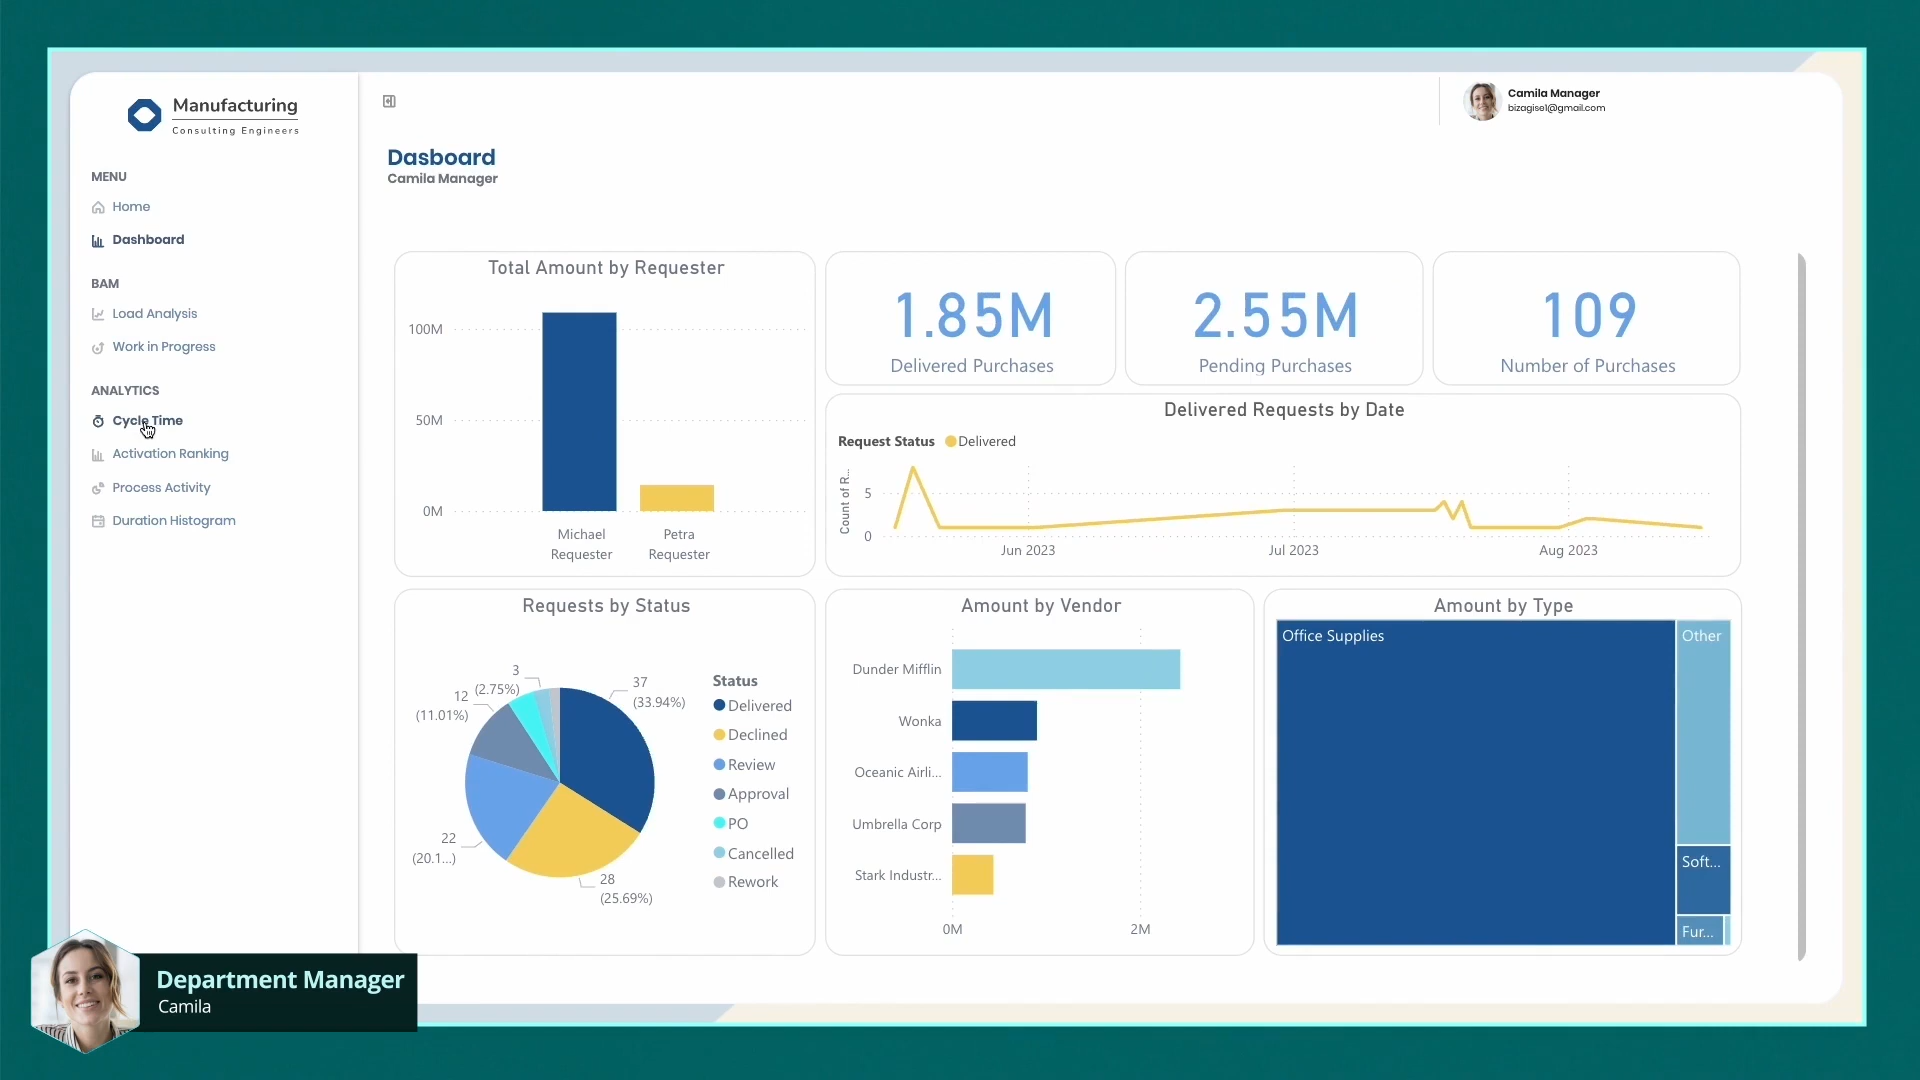 Manufacturing
Consulting Engineers
MENU
Home
Dashboard
BAM
Load Analysis
Work in Progress
ANALYTICS
Cycle Time
Activation Ranking
Process Activity
Duration Histogram
Camila Manager
bizagise1@gmail.com
Dasboard
Camila Manager
Total Amount by Requester
100M
50M
0M
Michael
Requester
Petra
Requester
1.85M
Delivered Purchases
2.55M
Pending Purchases
109
Number of Purchases
Delivered Requests by Date
Request Status
Delivered
Count of R...
5
0
Jun 2023
Jul 2023
Aug 2023
Requests by Status
3
(2.75%)
12
(11.01%)
22
(20.1...)
37
(33.94%)
28
(25.69%)
Status
Delivered
Declined
Review
Approval
PO
Cancelled
Rework
Amount by Vendor
Dunder Mifflin
Wonka
Oceanic Airli...
Umbrella Corp
Stark Industr...
0M
2M
Amount by Type
Office Supplies
Other
Soft...
Fur...
Department Manager
Camila